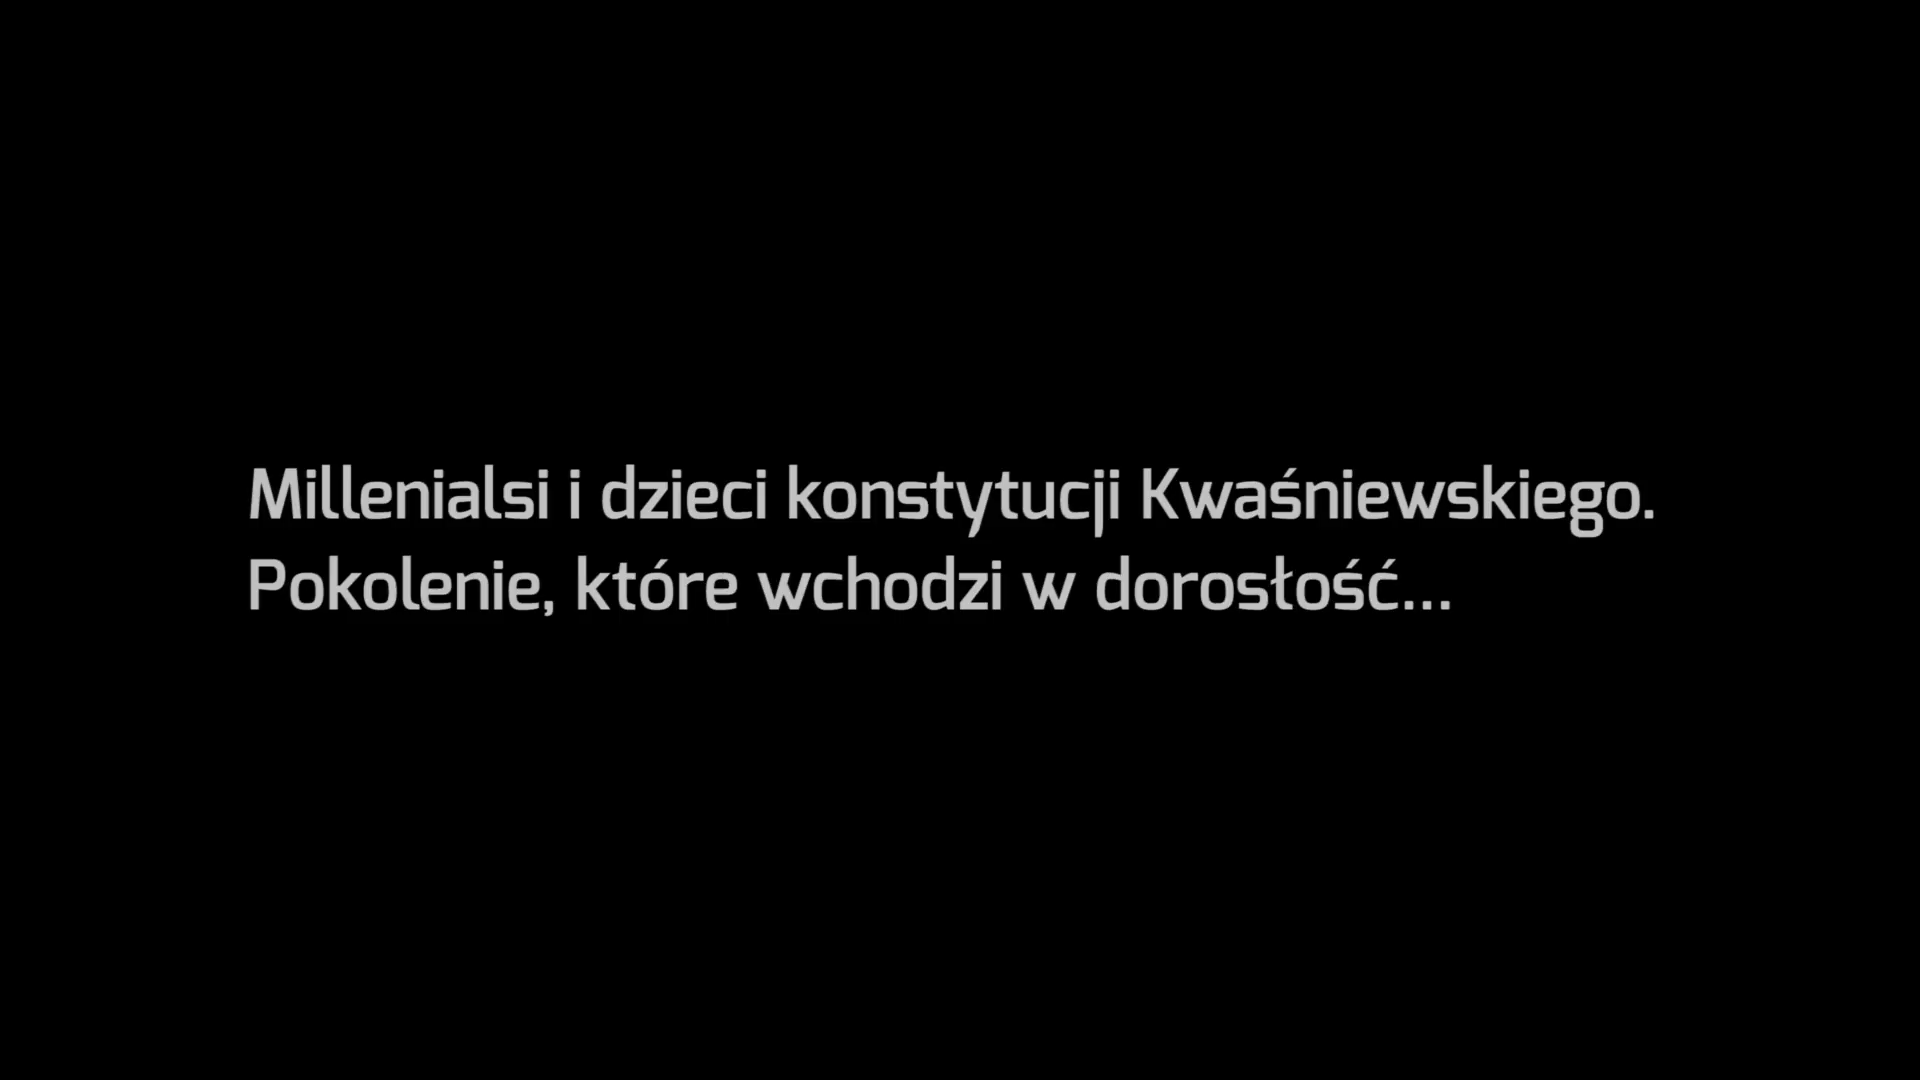 Millenialsi i dzieci konstytucji Kwaśniewskiego.
Pokolenie, które wchodzi w dorosłość...